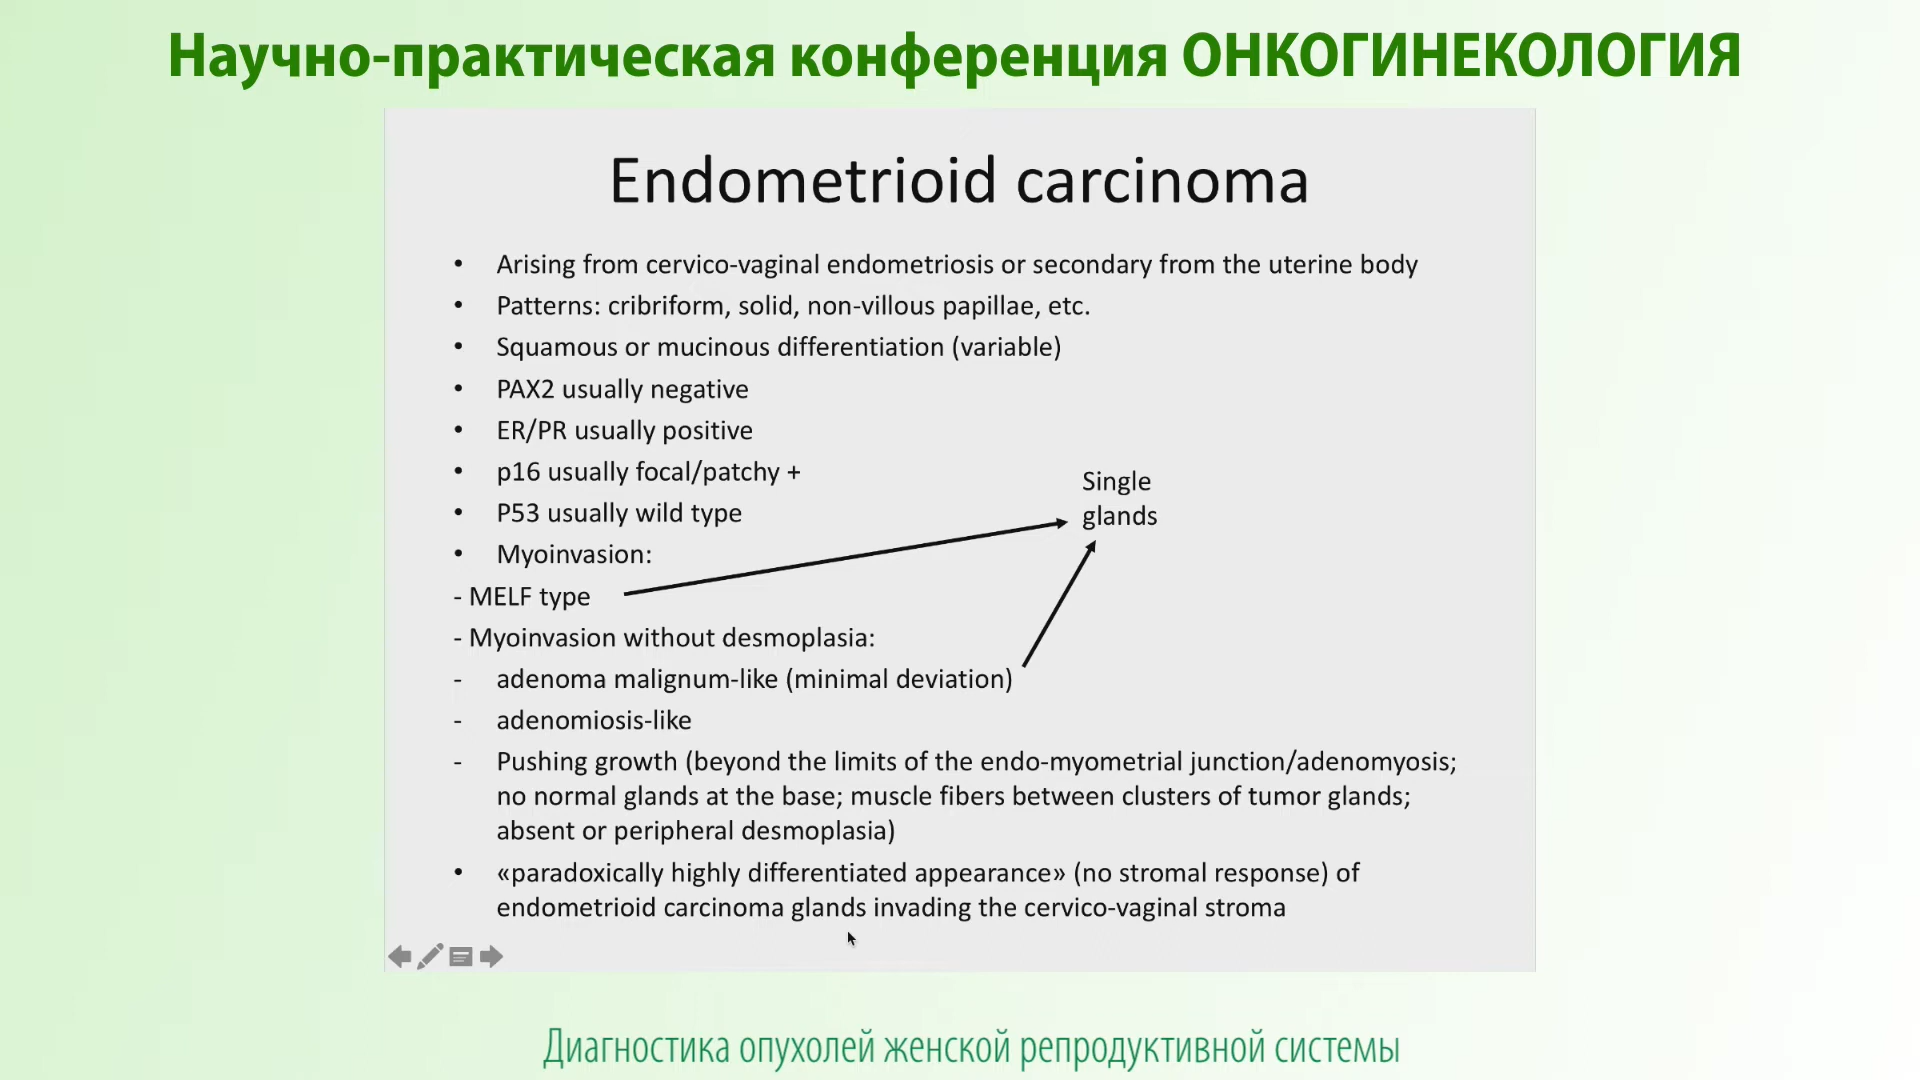 Научно-практическая конференция ОНКОГИНЕКОЛОГИЯ
Endometrioid carcinoma
• Arising from cervico-vaginal endometriosis or secondary from the uterine body
• Patterns: cribriform, solid, non-villous papillae, etc.
• Squamous or mucinous differentiation (variable)
• PAX2 usually negative
• ER/PR usually positive
• p16 usually focal/patchy +
• P53 usually wild type
• Myoinvasion:
Single
glands
- MELF type
- Myoinvasion without desmoplasia:
- adenoma malignum-like (minimal deviation)
- adenomiosis-like
- Pushing growth (beyond the limits of the endo-myometrial junction/adenomyosis;
no normal glands at the base; muscle fibers between clusters of tumor glands;
absent or peripheral desmoplasia)
• «paradoxically highly differentiated appearance» (no stromal response) of
endometrioid carcinoma glands invading the cervico-vaginal stroma
Диагностика опухолей женской репродуктивной системы